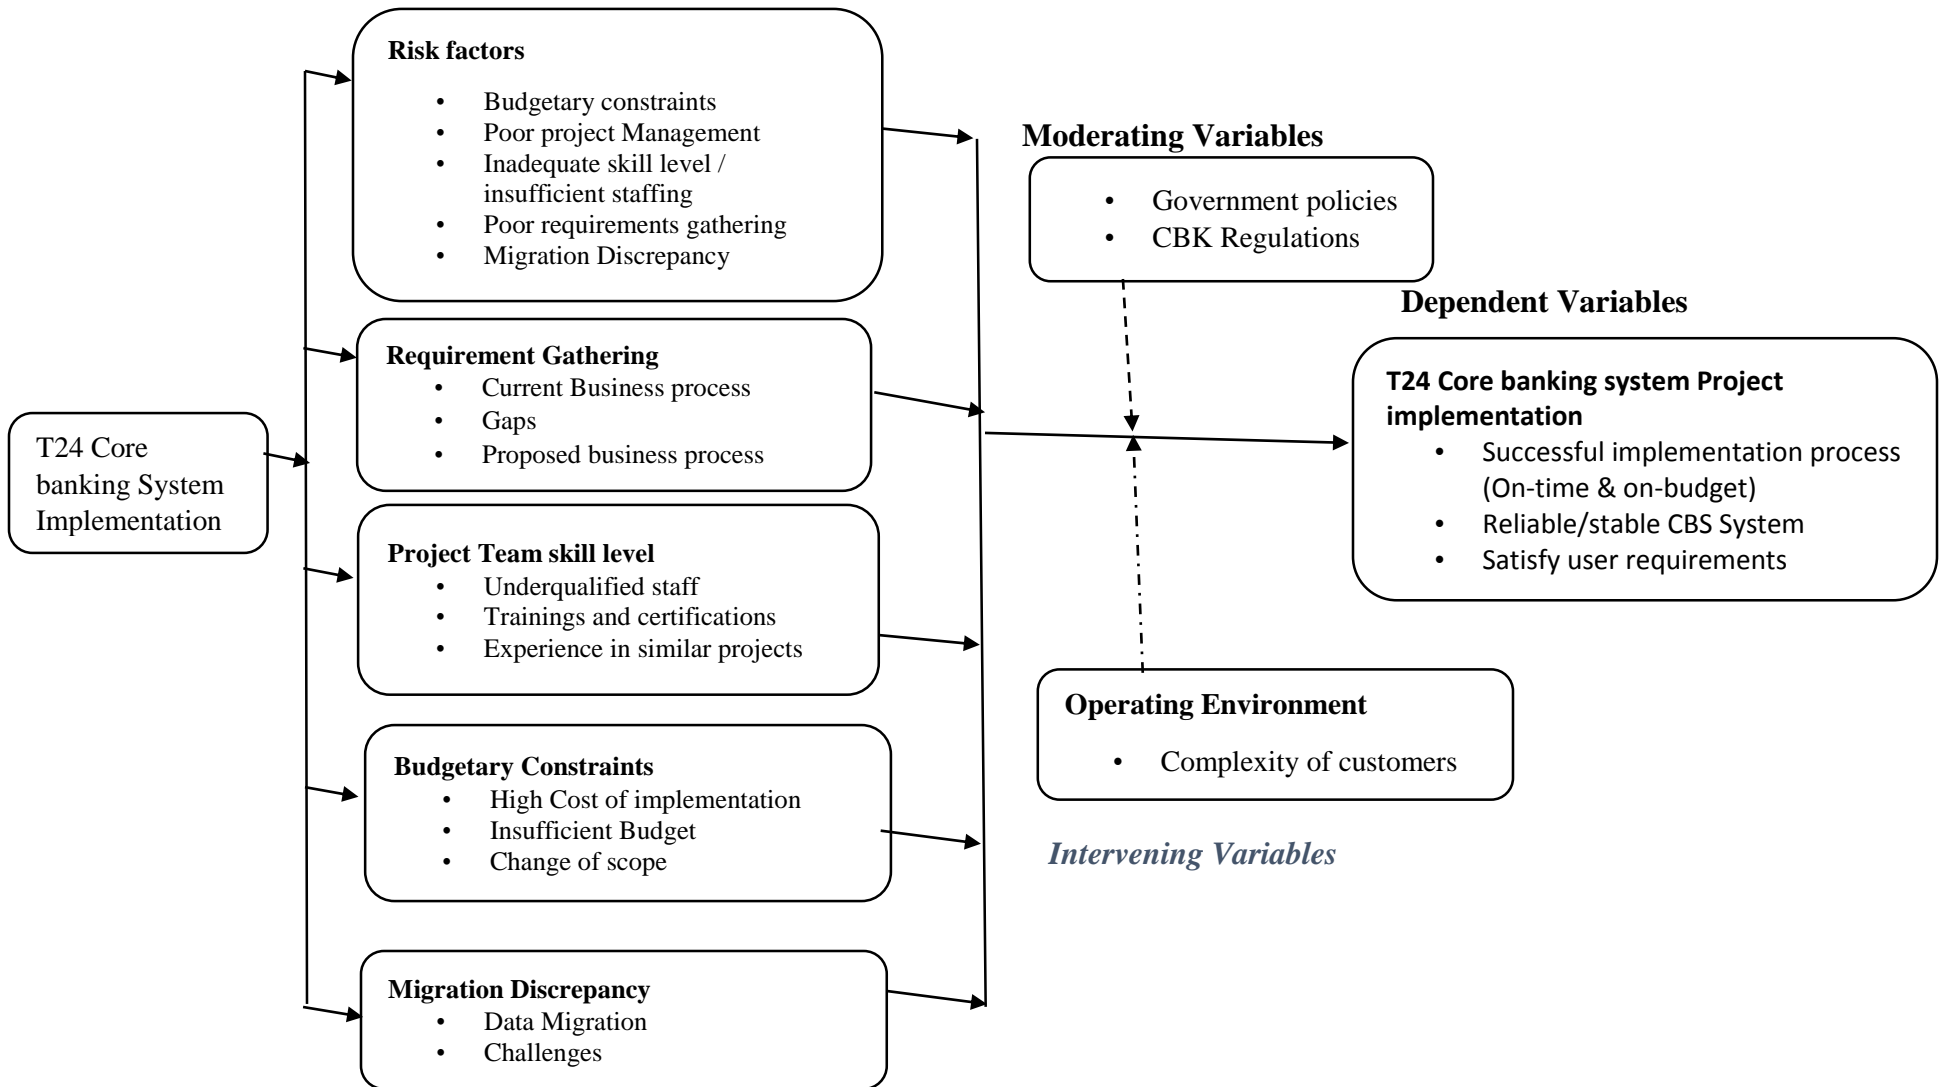 T24 Core
banking System
Implementation
Risk factors
• Budgetary constraints
• Poor project Management
• Inadequate skill level /
insufficient staffing
• Poor requirements gathering
• Migration Discrepancy
Requirement Gathering
• Current Business process
• Gaps
• Proposed business process
Project Team skill level
• Underqualified staff
• Trainings and certifications
• Experience in similar projects
Budgetary Constraints
• High Cost of implementation
• Insufficient Budget
• Change of scope
Migration Discrepancy
• Data Migration
• Challenges
Moderating Variables
• Government policies
• CBK Regulations
Operating Environment
• Complexity of customers
Intervening Variables
Dependent Variables
T24 Core banking system Project
implementation
• Successful implementation process
(On-time & on-budget)
• Reliable/stable CBS System
• Satisfy user requirements